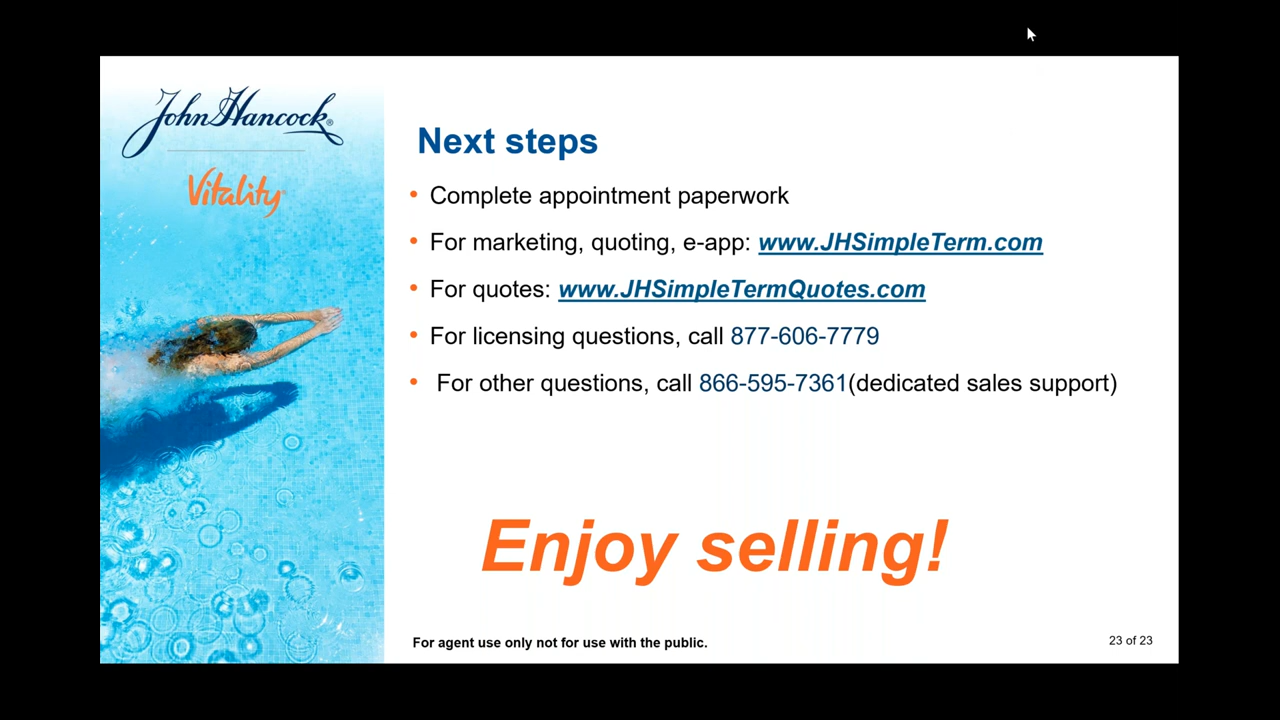 John Hancock®
Vitality®
Next steps
• Complete appointment paperwork
• For marketing, quoting, e-app: www.JHSimpleTerm.com
• For quotes: www.JHSimpleTermQuotes.com
• For licensing questions, call 877-606-7779
• For other questions, call 866-595-7361(dedicated sales support)
Enjoy selling!
For agent use only not for use with the public.
23 of 23